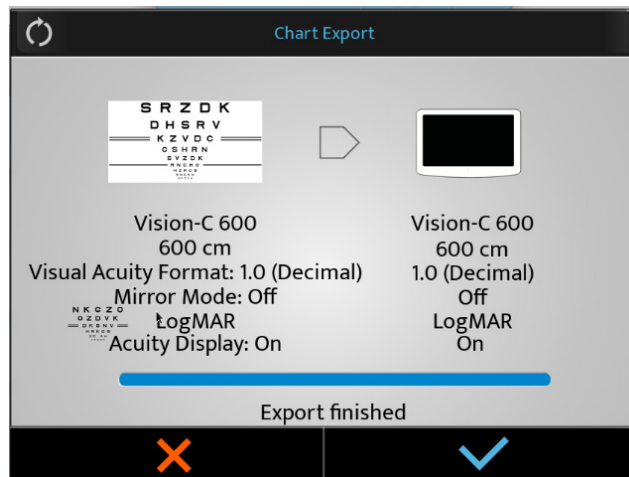 Chart Export
S R Z D K
D H S R V
K Z V D C
O S H R N
S V Z D K
R N C K O
Vision-C 600
600 cm
Visual Acuity Format: 1.0 (Decimal)
Mirror Mode: Off
LogMAR
Acuity Display: On
N K C Z O
O Z D V K
D K S N V
Vision-C 600
600 cm
1.0 (Decimal)
Off
LogMAR
On
Export finished